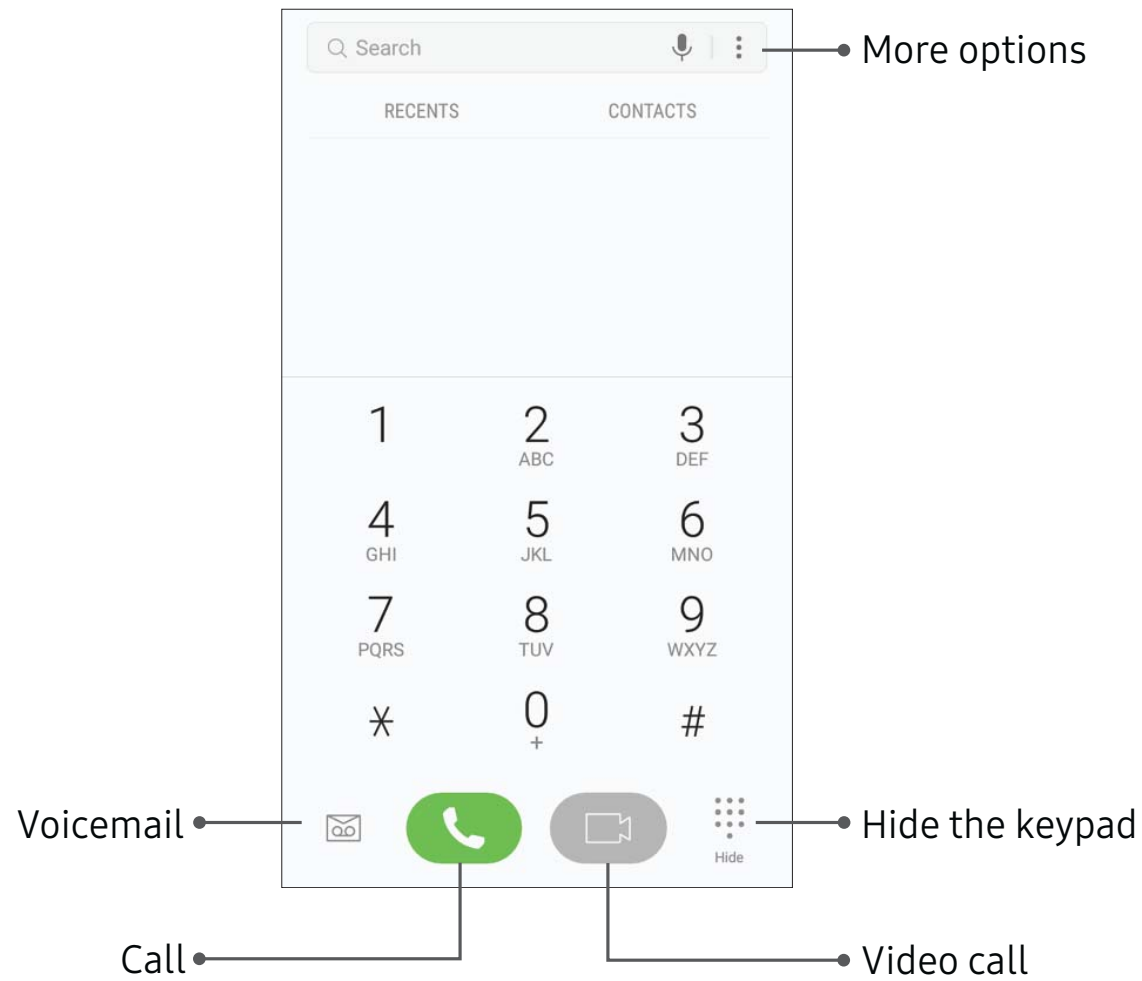 Search
More options
RECENTS CONTACTS
1 2 3
ABC DEF
4 5 6
GHI JKL MNO
7 8 9
PQRS TUV WXYZ
* 0 #
+
Voicemail
Hide the keypad
Hide
Call
Video call